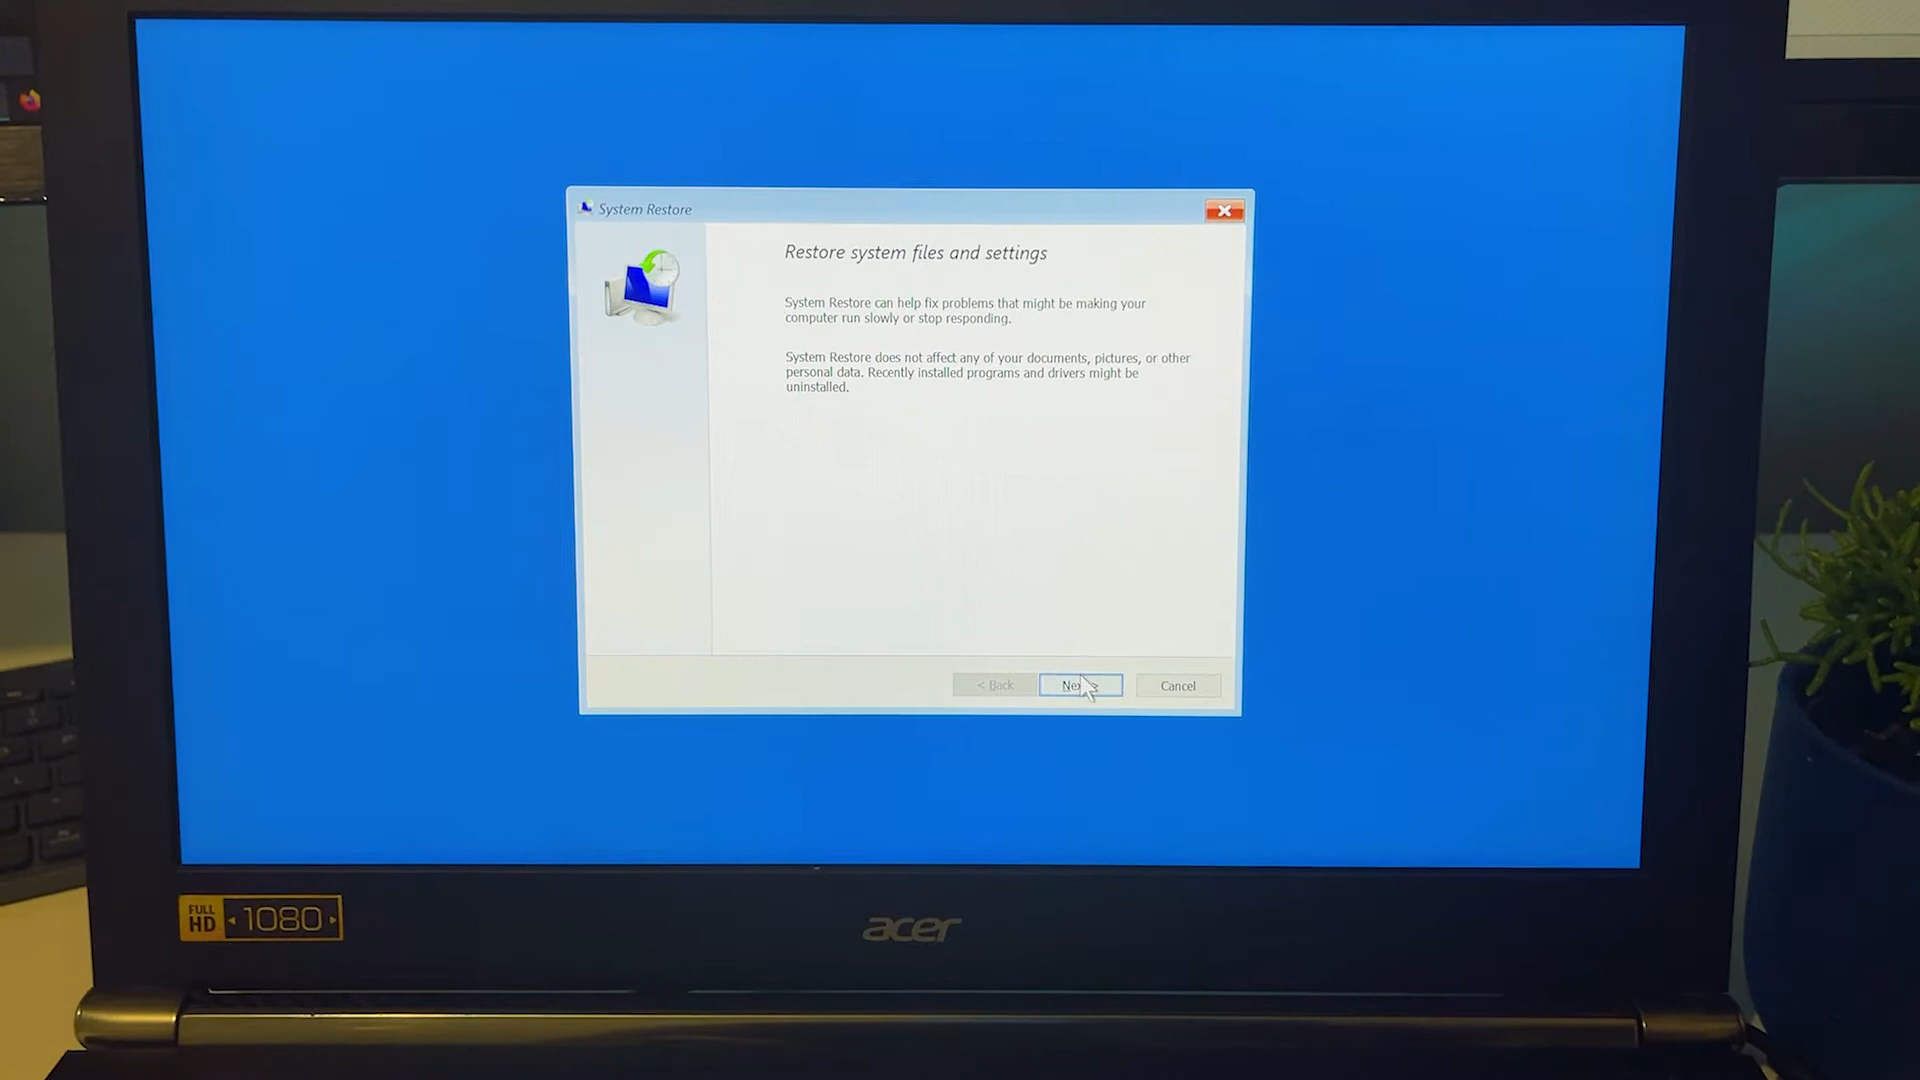 System Restore
Restore system files and settings
System Restore can help fix problems that might be making your
computer run slowly or stop responding.
System Restore does not affect any of your documents, pictures, or other
personal data. Recently installed programs and drivers might be
uninstalled.
< Back
Cancel
FULL
HD
1080
acer